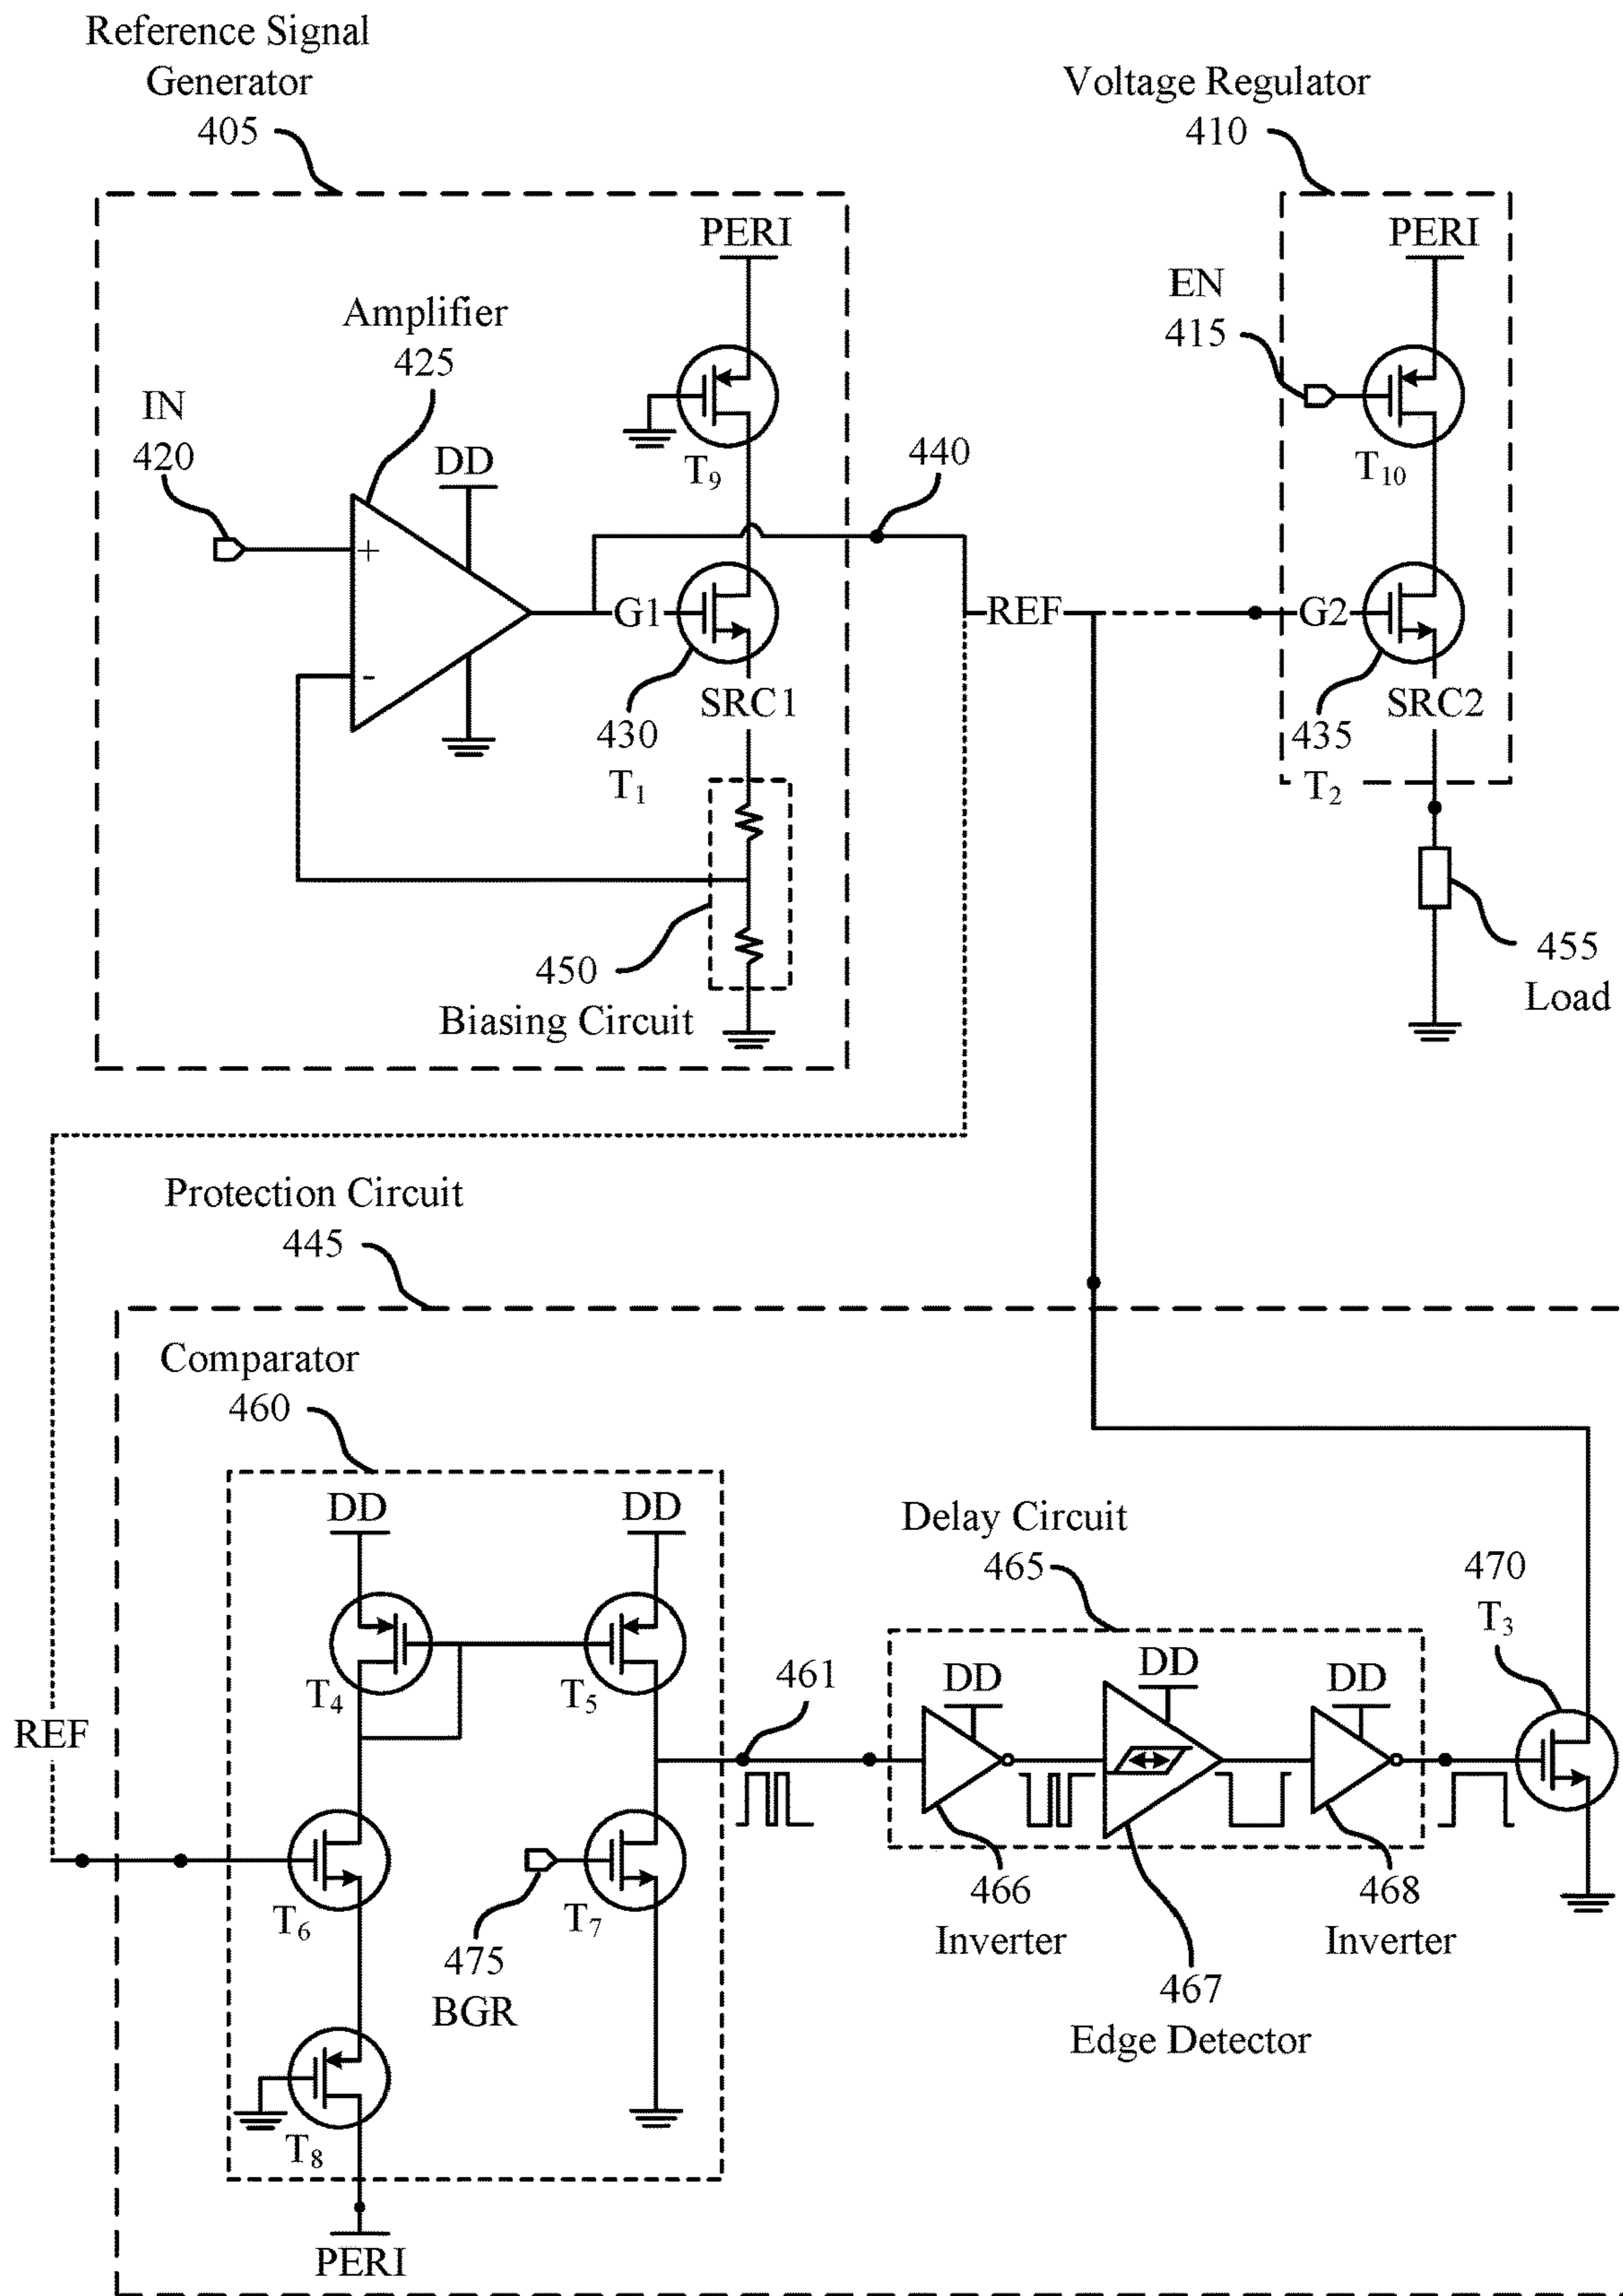 Reference Signal
Generator
405
Voltage Regulator
410
PERI
PERI
EN
415
Amplifier
425
IN
420
DD
T9
440
T10
+
G1
REF
G2
-
SRC1
SRC2
430
T1
435
T2
450
Biasing Circuit
455
Load
Protection Circuit
445
Comparator
460
DD
DD
Delay Circuit
465
470
T3
T4
T5
461
DD
DD
DD
REF
T6
T7
475
BGR
466
Inverter
467
Edge Detector
468
Inverter
T8
PERI